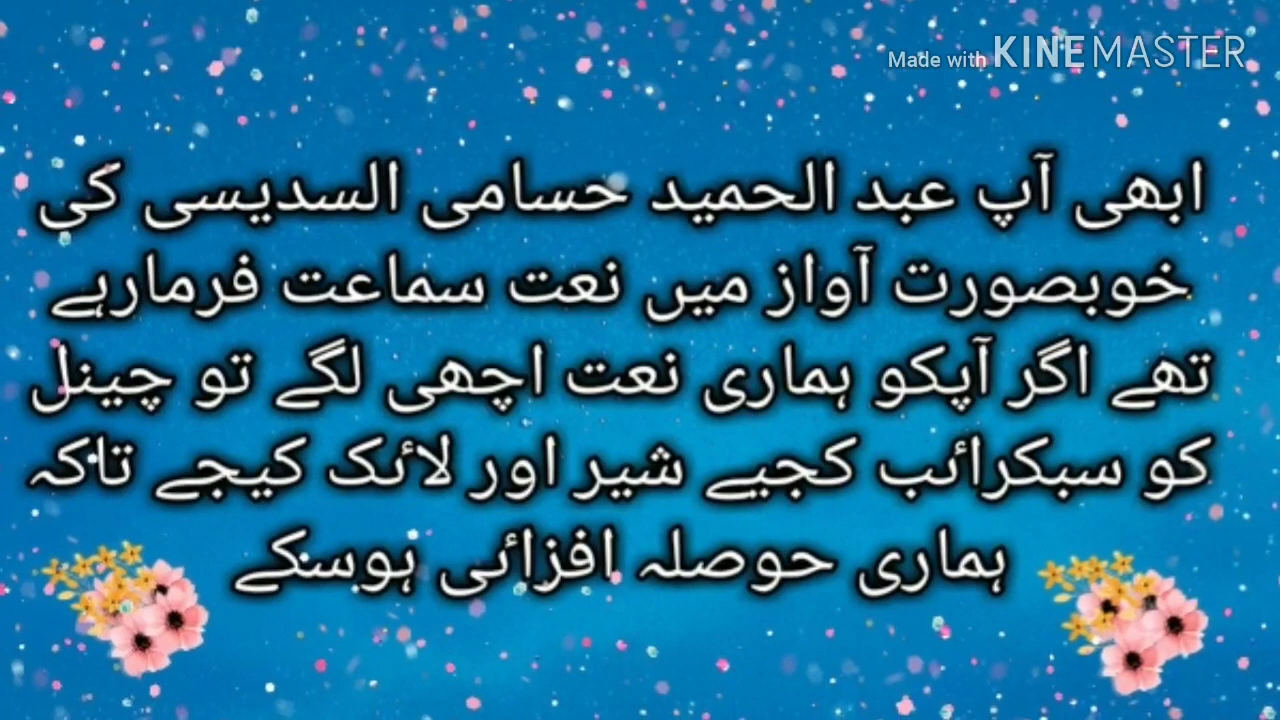 Made with KINEMASTER
ابھی آپ عبد الحمید حسامی السدیسی کی
خوبصورت آواز میں نعت سماعت فرمارہے
تھے اگر آپکو ہماری نعت اچھی لگے تو چینل
کو سبکرائب کجیے شیر اور لائک کیجے تاکہ
ہماری حوصلہ افزائی ہوسکے